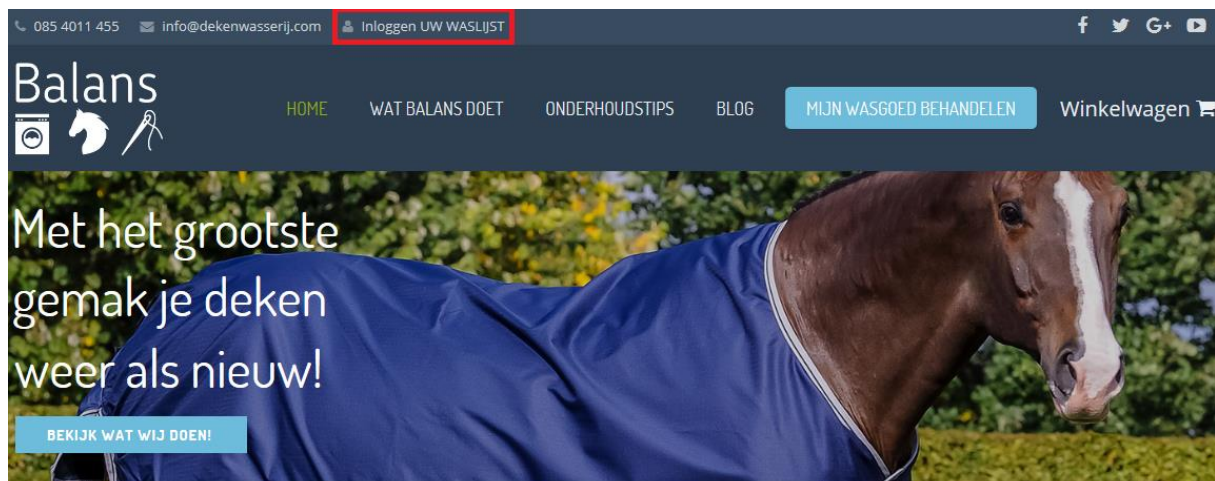 085 4011 455 info@dekenwasserij.com Inloggen UW WASLIJST G+
Balans
HOME WAT BALANS DOET ONDERHOUDSTIPS BLOG MIJN WASGOED BEHANDELEN Winkelwagen
Met het grootste
gemak je deken
weer als nieuw!
BEKIJK WAT WIJ DOEN!